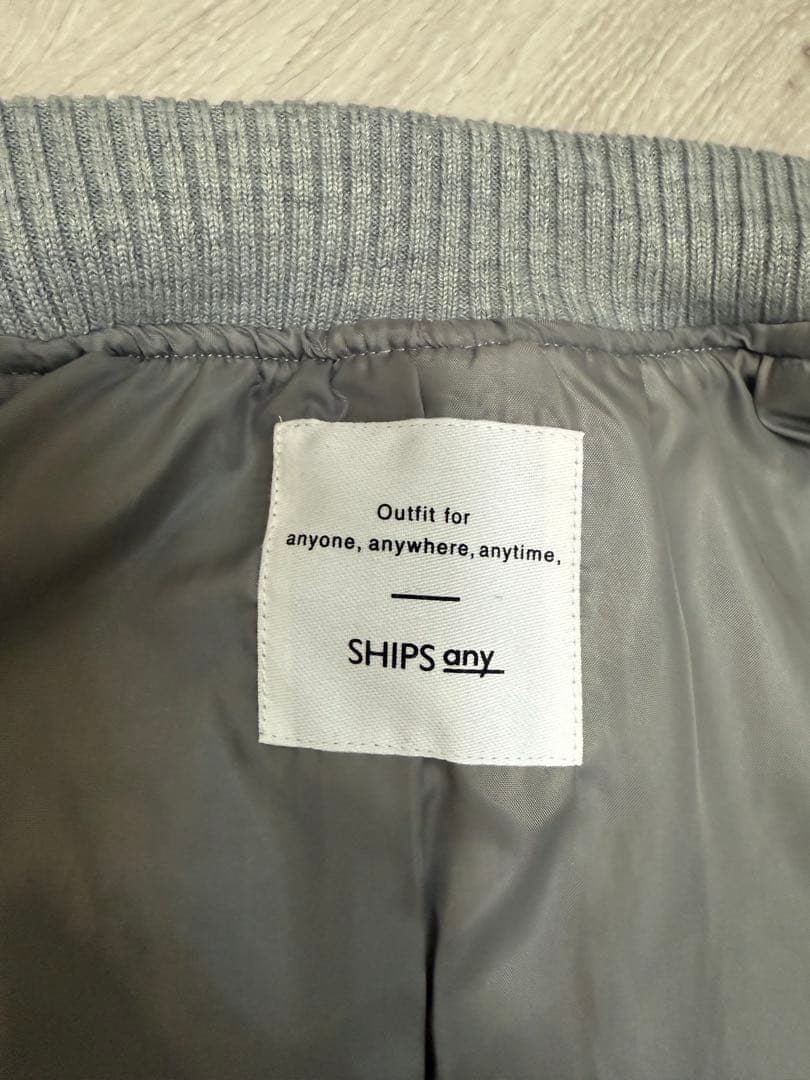 Outfit for
anyone, anywhere, anytime,
SHIPS any